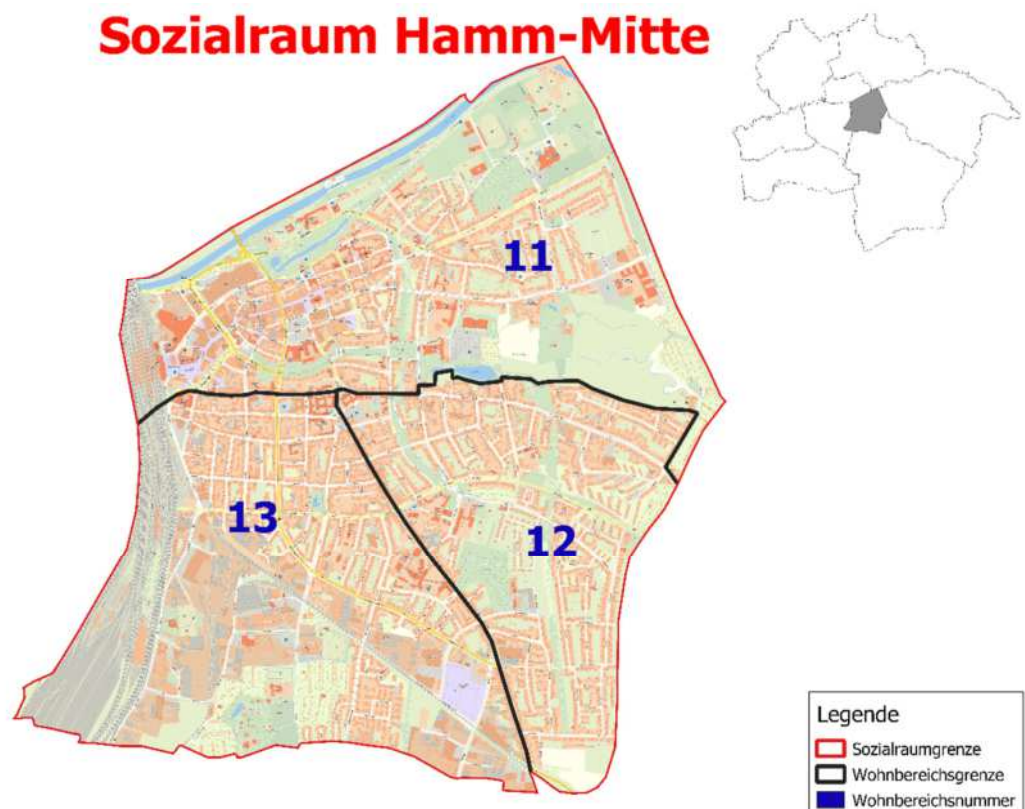 Sozialraum Hamm-Mitte
11
13
12
Legende
Sozialraumgrenze
Wohnbereichsgrenze
Wohnbereichsnummer